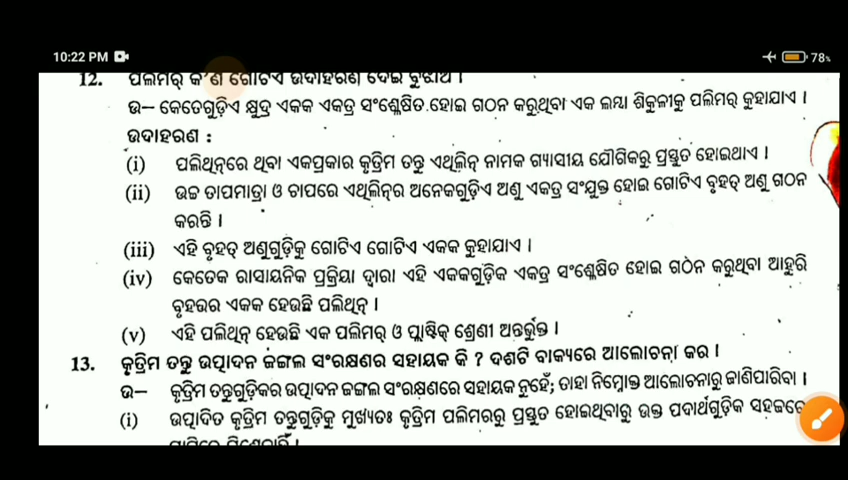 10:22 PM
78%
12. ପଲିମର୍ କ'ଣ ଗୋଟିଏ ଉଦାହରଣ ଦେଇ ବୁଝାଅ ।
ଉ– କେତେଗୁଡ଼ିଏ କ୍ଷୁଦ୍ର ଏକକ ଏକତ୍ର ସଂଶ୍ଳେଷିତ ହୋଇ ଗଠନ କରୁଥିବା ଏକ ଲମ୍ବା ଶିକୁଳୀକୁ ପଲିମର୍ କୁହାଯାଏ ।
ଉଦାହରଣ :
(i) ପଲିଥିନ୍‌ରେ ଥିବା ଏକପ୍ରକାର କୃତ୍ରିମ ତନ୍ତୁ ଏଥିଲିନ୍ ନାମକ ଗ୍ୟାସୀୟ ଯୌଗିକରୁ ପ୍ରସ୍ତୁତ ହୋଇଥାଏ ।
(ii) ଉଚ୍ଚ ତାପମାତ୍ରା ଓ ଚାପରେ ଏଥିଲିନ୍‌ର ଅନେକଗୁଡ଼ିଏ ଅଣୁ ଏକତ୍ର ସଂଯୁକ୍ତ ହୋଇ ଗୋଟିଏ ବୃହତ୍ ଅଣୁ ଗଠନ
କରନ୍ତି ।
(iii) ଏହି ବୃହତ୍ ଅଣୁଗୁଡ଼ିକୁ ଗୋଟିଏ ଗୋଟିଏ ଏକକ କୁହାଯାଏ ।
(iv) କେତେକ ରାସାୟନିକ ପ୍ରକ୍ରିୟା ଦ୍ୱାରା ଏହି ଏକକଗୁଡ଼ିକ ଏକତ୍ର ସଂଶ୍ଳେଷିତ ହୋଇ ଗଠନ କରୁଥିବା ଆହୁରି
ବୃହତ୍ତର ଏକକ ହେଉଛି ପଲିଥିନ୍ ।
(v) ଏହି ପଲିଥିନ୍ ହେଉଛି ଏକ ପଲିମର୍ ଓ ପ୍ଲାଷ୍ଟିକ୍ ଶ୍ରେଣୀ ଅନ୍ତର୍ଭୁକ୍ତ ।
13. କୃତ୍ରିମ ତନ୍ତୁ ଉତ୍ପାଦନ ଜଙ୍ଗଲ ସଂରକ୍ଷଣର ସହାୟକ କି ? ଦଶଟି ବାକ୍ୟରେ ଆଲୋଚନା କର ।
ଉ– କୃତ୍ରିମ ତନ୍ତୁଗୁଡ଼ିକର ଉତ୍ପାଦନ ଜଙ୍ଗଲ ସଂରକ୍ଷଣରେ ସହାୟକ ନୁହେଁ; ତାହା ନିମ୍ନୋକ୍ତ ଆଲୋଚନାରୁ ଜାଣିପାରିବା ।
(i) ଉତ୍ପାଦିତ କୃତ୍ରିମ ତନ୍ତୁଗୁଡ଼ିକୁ ମୁଖ୍ୟତଃ କୃତ୍ରିମ ପଲିମରରୁ ପ୍ରସ୍ତୁତ ହୋଇଥିବାରୁ ଉକ୍ତ ପଦାର୍ଥଗୁଡ଼ିକ ସହଜରେ